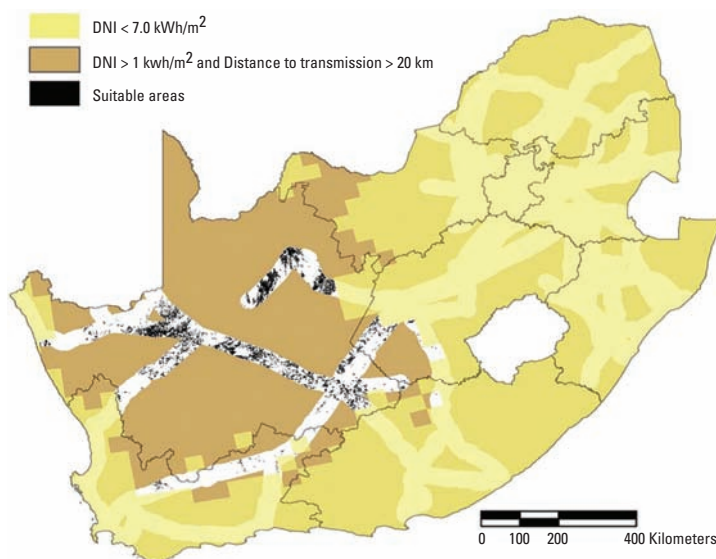 DNI < 7.0 kWh/m²
DNI > 1 kwh/m² and Distance to transmission > 20 km
Suitable areas
0 100 200 400 Kilometers